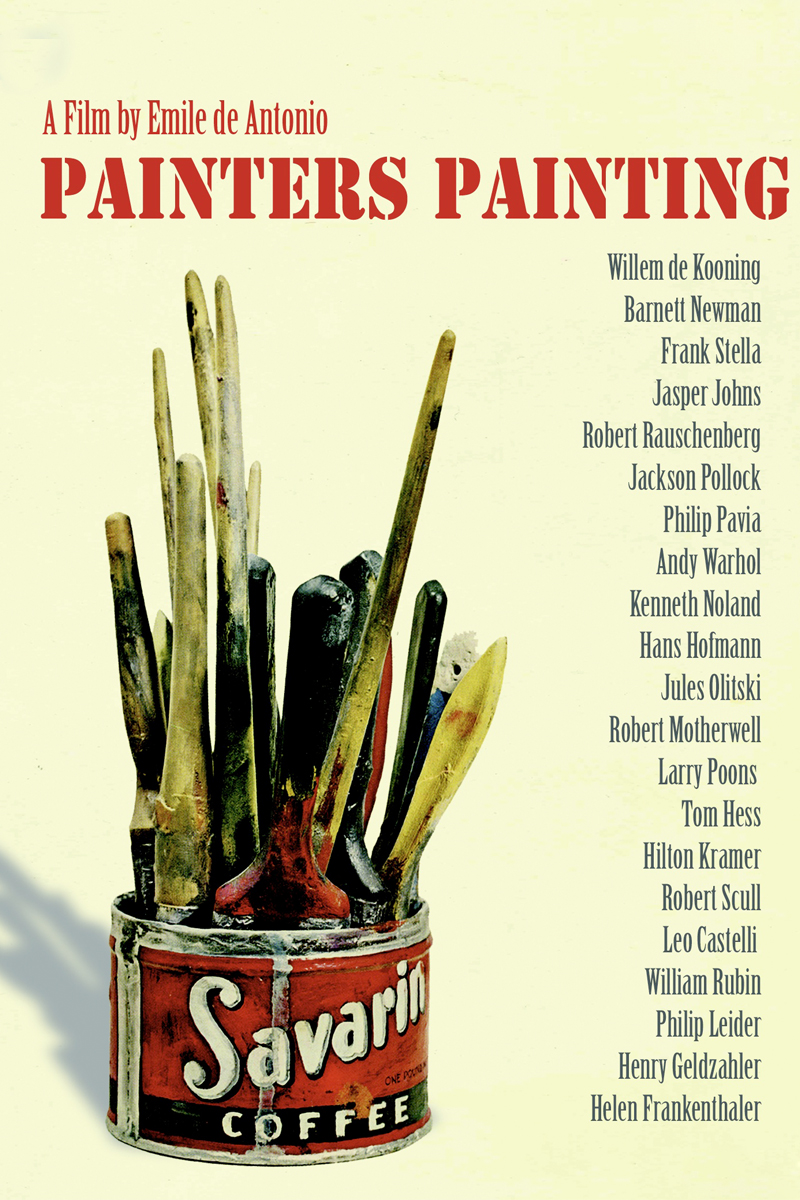 A Film by Emile de Antonio
PAINTERS PAINTING
Willem de Kooning
Barnett Newman
Frank Stella
Jasper Johns
Robert Rauschenberg
Jackson Pollock
Philip Pavia
Andy Warhol
Kenneth Noland
Hans Hofmann
Jules Olitski
Robert Motherwell
Larry Poons
Tom Hess
Hilton Kramer
Robert Scull
Leo Castelli
William Rubin
Philip Leider
Henry Geldzahler
Helen Frankenthaler
Savarin
ONE POUND
COFFEE